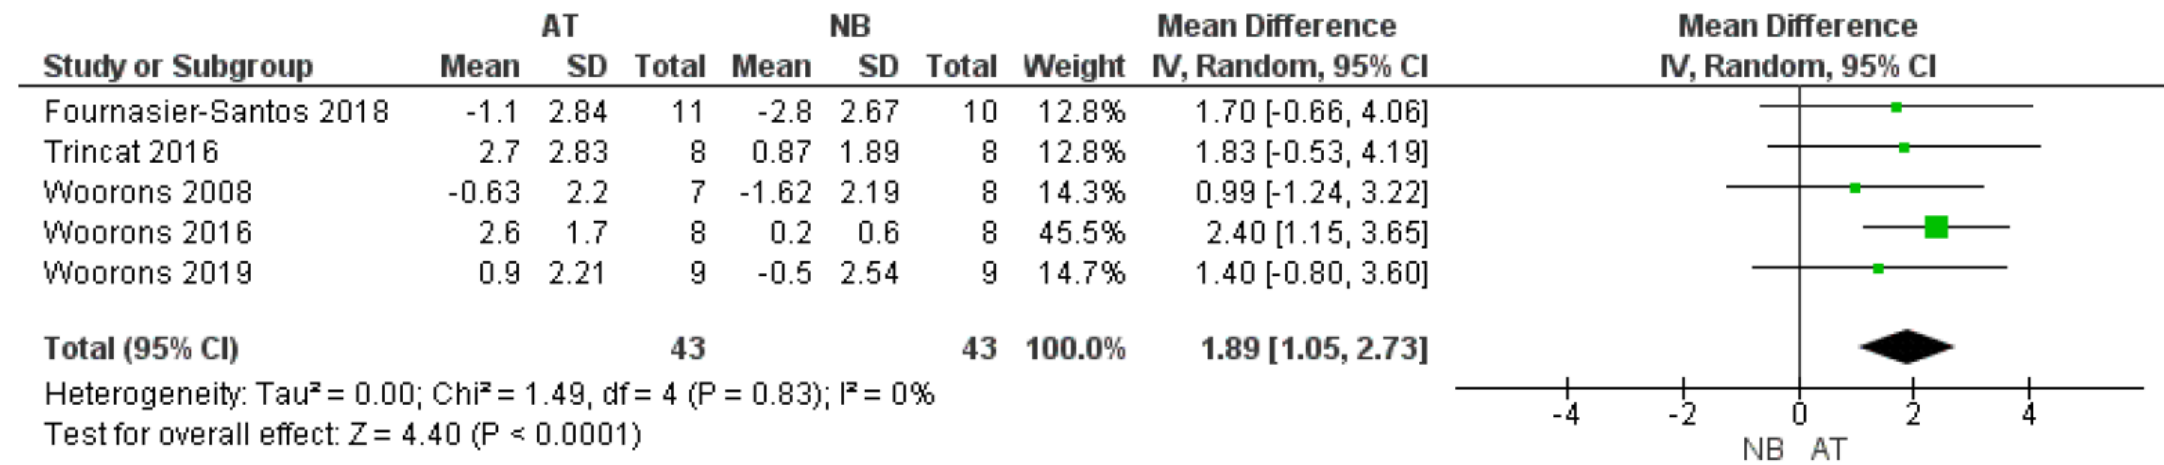 AT NB Mean Difference Mean Difference
Study or Subgroup Mean SD Total Mean SD Total Weight IV, Random, 95% CI IV, Random, 95% CI
Fournasier-Santos 2018 -1.1 2.84 11 -2.8 2.67 10 12.8% 1.70 [-0.66, 4.06]
Trincat 2016 2.7 2.83 8 0.87 1.89 8 12.8% 1.83 [-0.53, 4.19]
Woorons 2008 -0.63 2.2 7 -1.62 2.19 8 14.3% 0.99 [-1.24, 3.22]
Woorons 2016 2.6 1.7 8 0.2 0.6 8 45.5% 2.40 [1.15, 3.65]
Woorons 2019 0.9 2.21 9 -0.5 2.54 9 14.7% 1.40 [-0.80, 3.60]
Total (95% CI) 43 43 100.0% 1.89 [1.05, 2.73]
Heterogeneity: Tau² = 0.00; Chi² = 1.49, df = 4 (P = 0.83); I² = 0%
Test for overall effect: Z = 4.40 (P < 0.0001)
-4 -2 0 2 4
NB AT